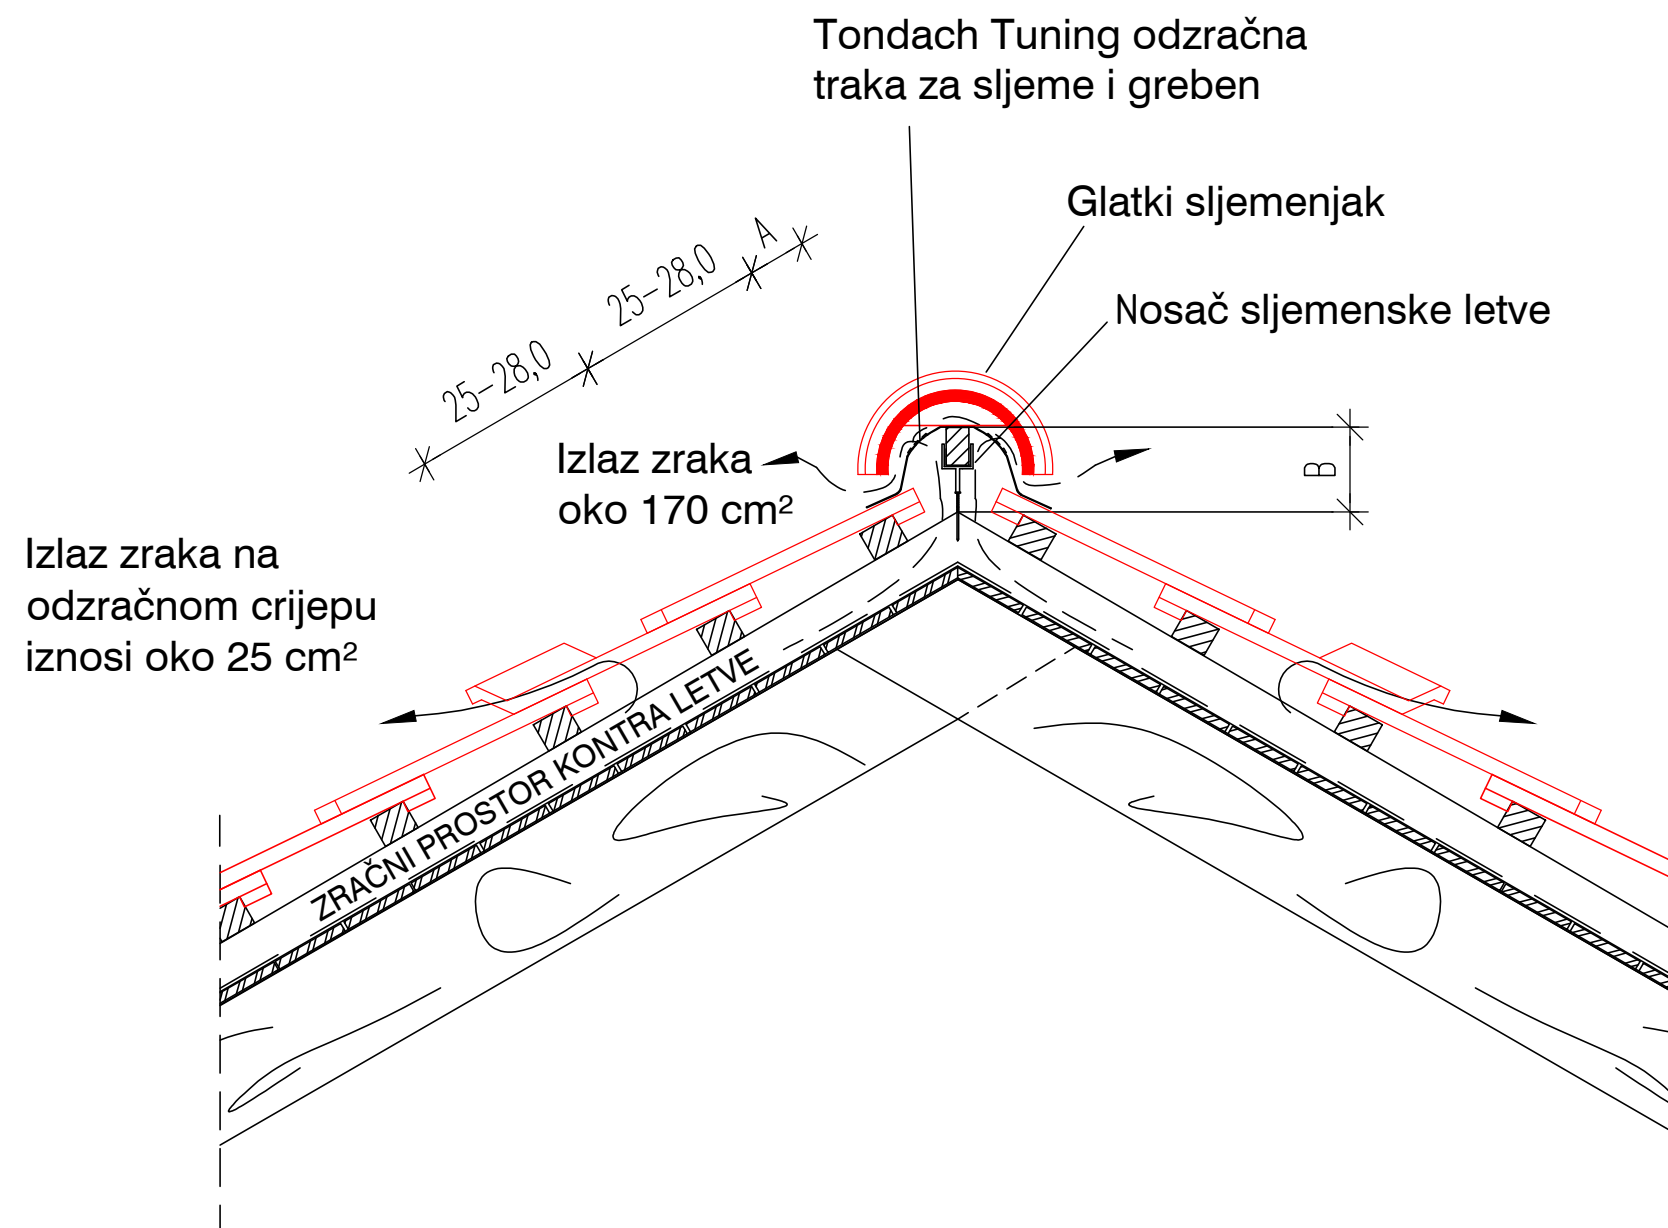 Tondach Tuning odzračna
traka za sljeme i greben
Glatki sljemenjak
Nosač sljemenske letve
25-28,0
25-28,0
A
Izlaz zraka
oko 170 cm²
B
Izlaz zraka na
odzračnom crijepu
iznosi oko 25 cm²
ZRAČNI PROSTOR KONTRA LETVE